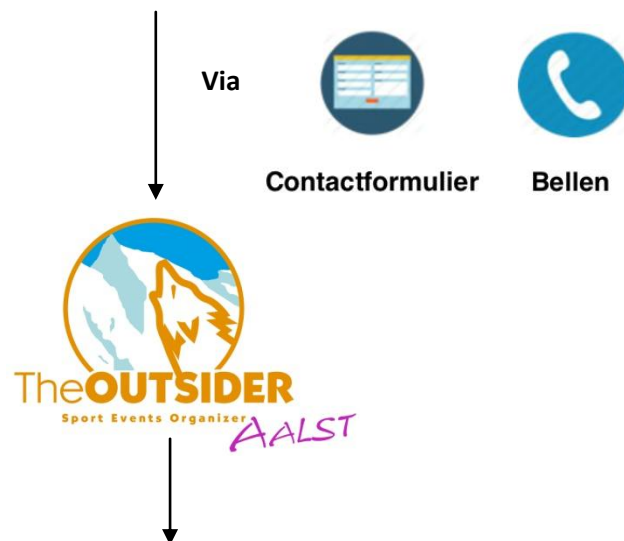 Via
Contactformulier Bellen
TheOUTSIDER
Sport Events Organizer
AALST